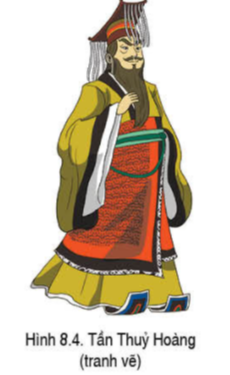 Hình 8.4. Tần Thuỷ Hoàng
(tranh vẽ)